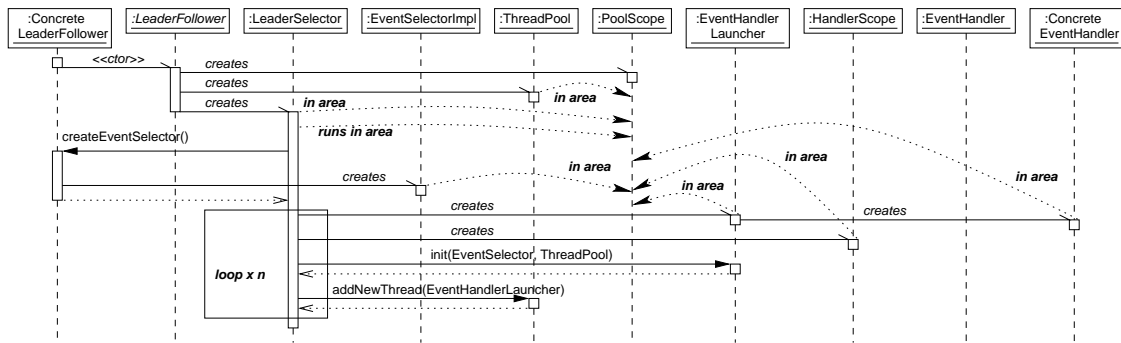 :Concrete
LeaderFollower
:LeaderFollower
:LeaderSelector
:EventSelectorImpl
:ThreadPool
:PoolScope
:EventHandler
Launcher
:HandlerScope
:EventHandler
:Concrete
EventHandler
<<ctor>>
creates
creates
in area
creates
in area
runs in area
createEventSelector()
in area
creates
in area
in area
in area
creates
creates
creates
loop x n
init(EventSelector, ThreadPool)
addNewThread(EventHandlerLauncher)